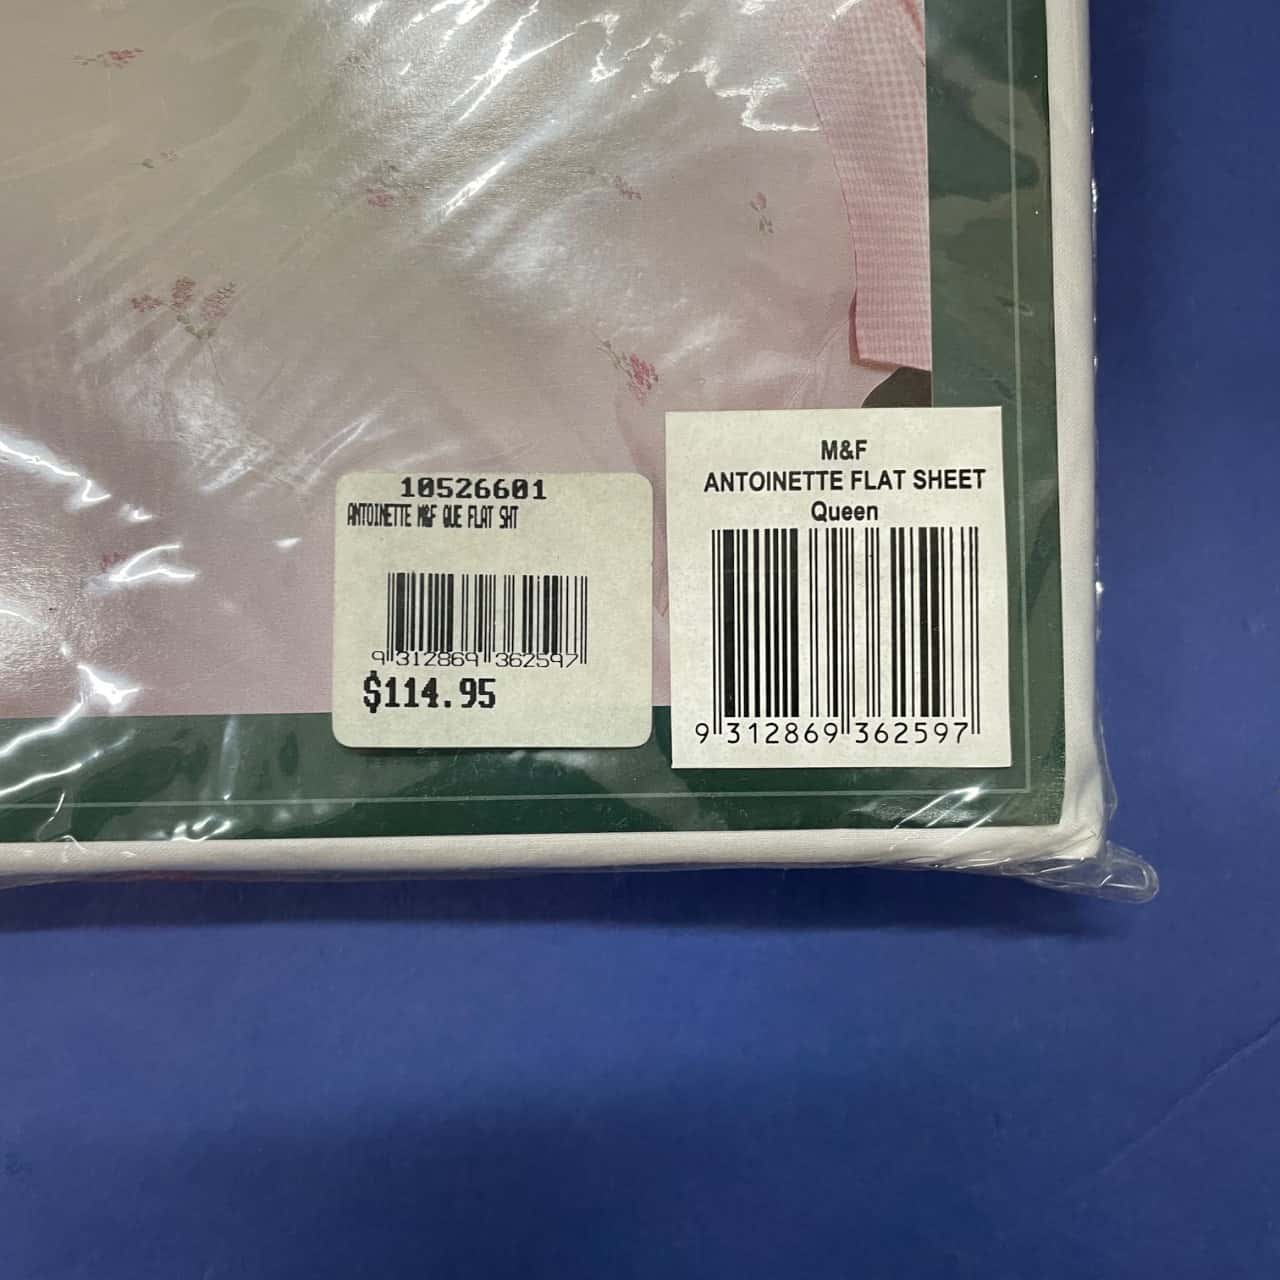 10526601
ANTOINETTE M&F QUE FLAT SHT
9 312869 362597
$114.95
M&F
ANTOINETTE FLAT SHEET
Queen
9 312869 362597